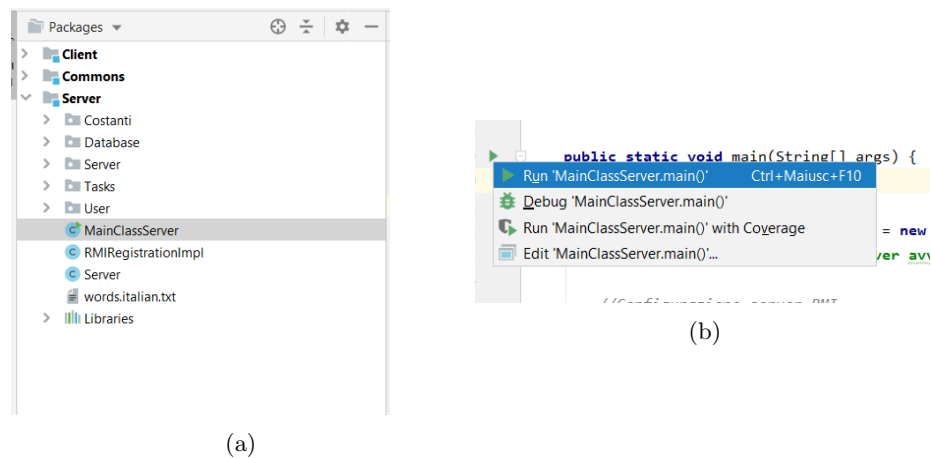 Packages
Client
Commons
Server
Costanti
Database
Server
Tasks
User
MainClassServer
RMIRegistrationImpl
Server
words.italian.txt
Libraries
(a)
public static void main(String[] args) {
Run 'MainClassServer.main()' Ctrl+Maiusc+F10
Debug 'MainClassServer.main()'
Run 'MainClassServer.main()' with Coverage
= new
Edit 'MainClassServer.main()'...
ver avv
//Configurazione server RMI
(b)